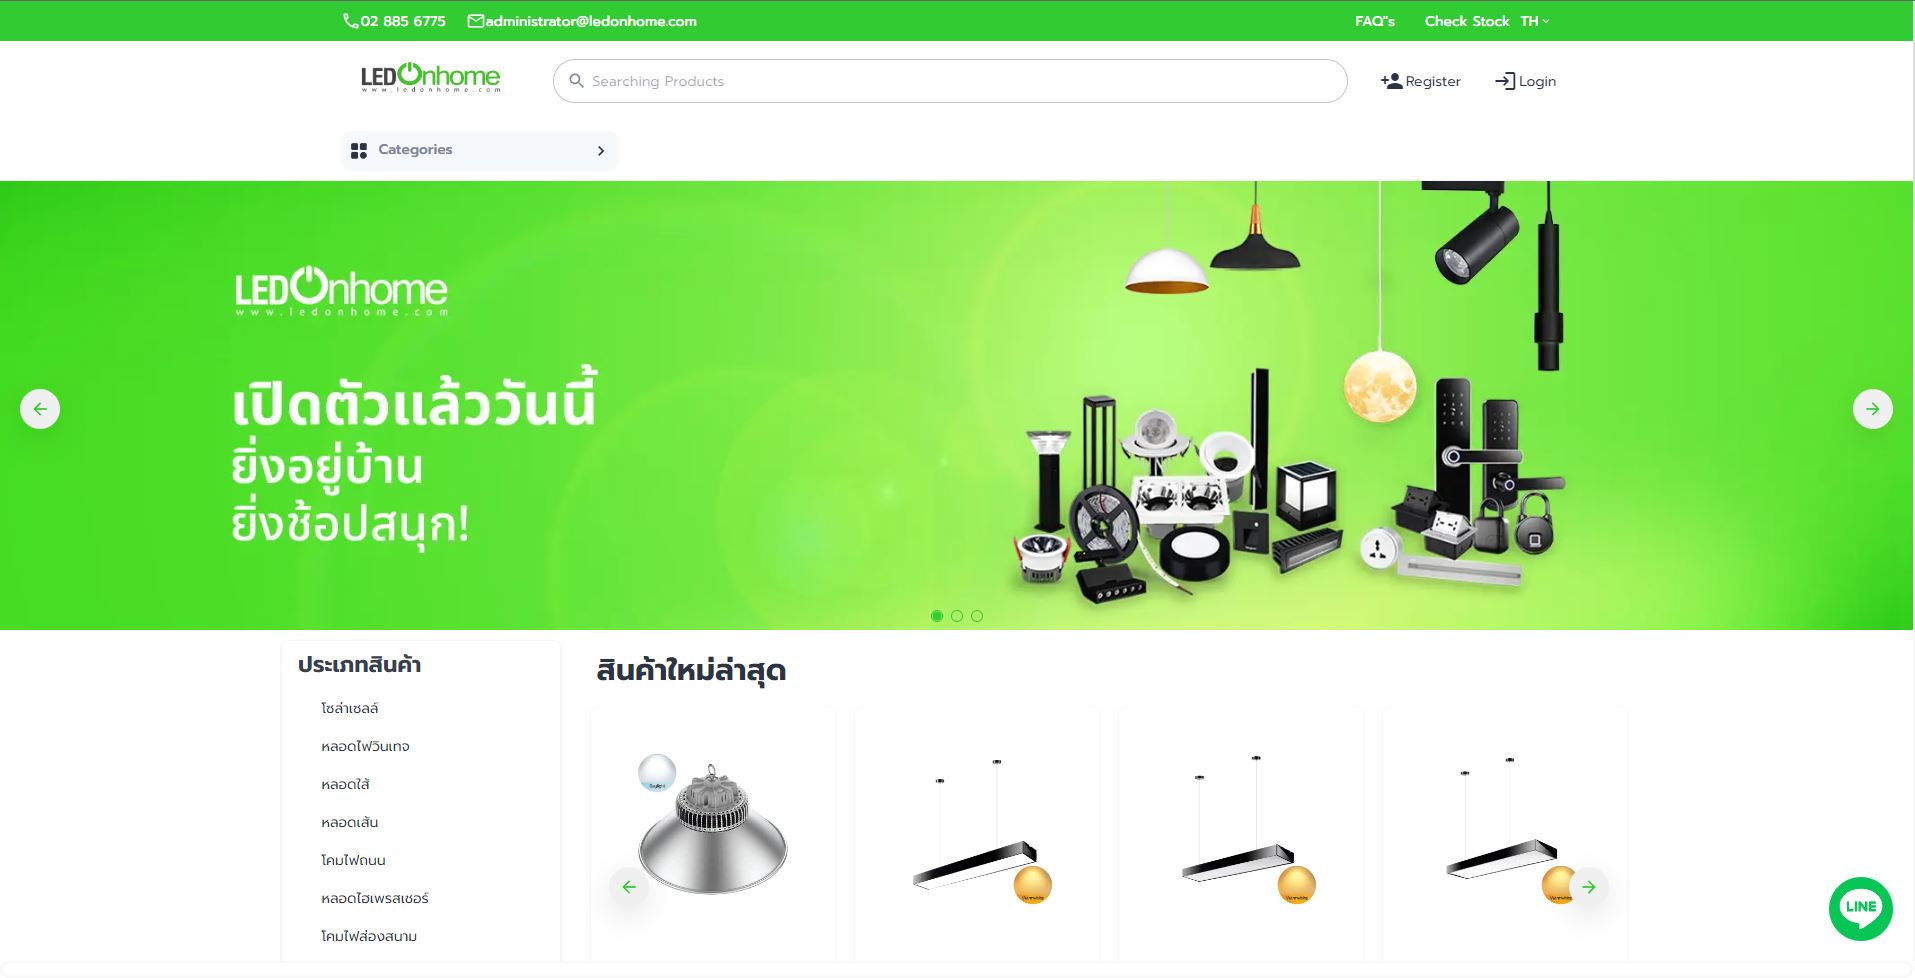 02 885 6775
administrator@ledonhome.com
FAQ"s
Check Stock
TH
LEDOnhome
www.ledonhome.com
Searching Products
Register
Login
Categories
LEDOnhome
www.ledonhome.com
เปิดตัวแล้ววันนี้
ยิ่งอยู่บ้าน
ยิ่งช้อปสนุก!
ประเภทสินค้า
โซล่าเซลล์
หลอดไฟวินเทจ
หลอดใส้
หลอดเส้น
โคมไฟถนน
หลอดไฮเพรสเชอร์
โคมไฟส่องสนาม
สินค้าใหม่ล่าสุด
Daylight
Warmwhite
Warmwhite
Warmwhite
LINE